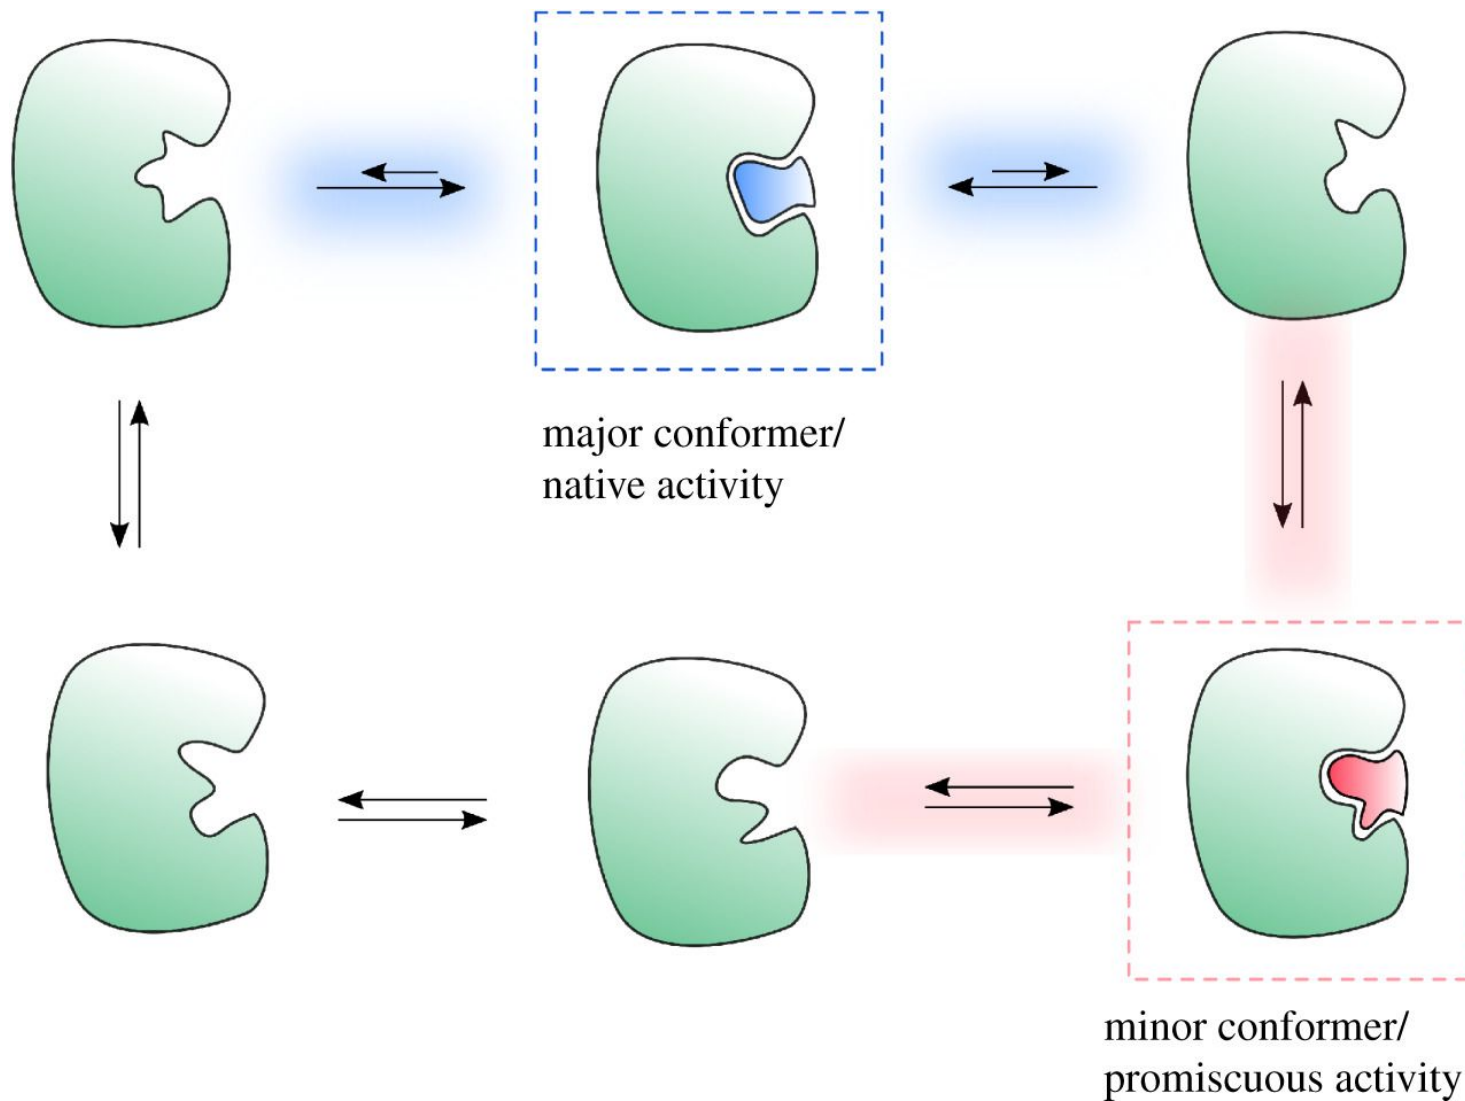 major conformer/
native activity
minor conformer/
promiscuous activity